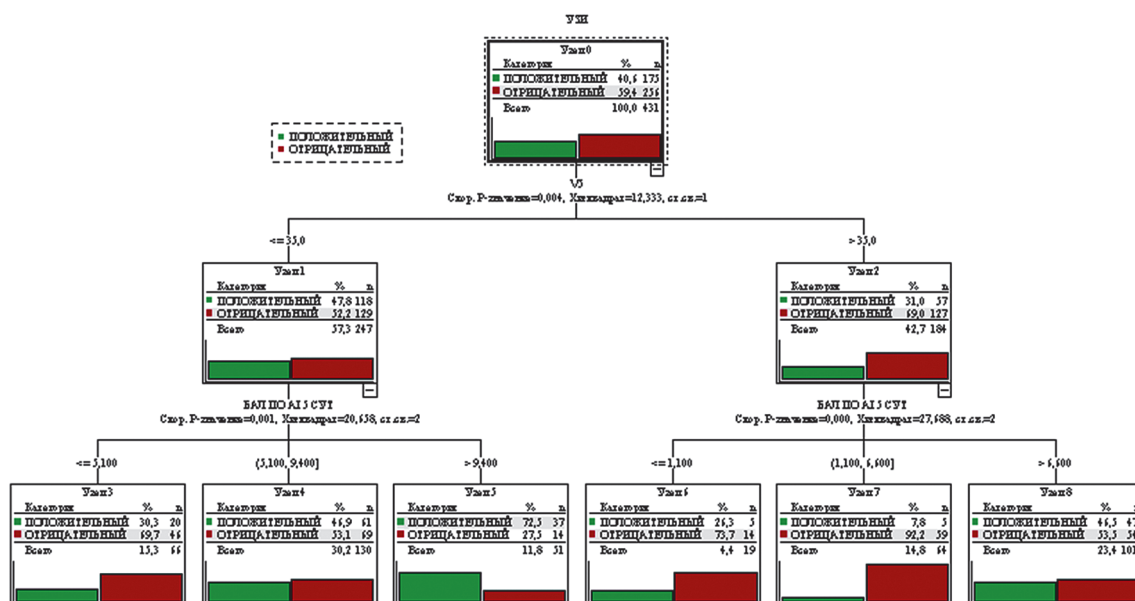 УЗИ
Узел 0
Категория % n
ПОЛОЖИТЕЛЬНЫЙ 40,6 175
ОТРИЦАТЕЛЬНЫЙ 59,4 256
Всего 100,0 431
ПОЛОЖИТЕЛЬНЫЙ
ОТРИЦАТЕЛЬНЫЙ
V5
Скор. P-значение=0,004, Хи-квадрат=12,333, ст.св.=1
<=35,0
>35,0
Узел 1
Категория % n
ПОЛОЖИТЕЛЬНЫЙ 47,8 118
ОТРИЦАТЕЛЬНЫЙ 52,2 129
Всего 57,3 247
Узел 2
Категория % n
ПОЛОЖИТЕЛЬНЫЙ 31,0 57
ОТРИЦАТЕЛЬНЫЙ 69,0 127
Всего 42,7 184
БАЛ ПО АІ 5 СУТ
Скор. P-значение=0,001, Хи-квадрат=20,658, ст.св.=2
БАЛ ПО АІ 5 СУТ
Скор. P-значение=0,000, Хи-квадрат=27,688, ст.св.=2
<=5,100
(5,100, 9,400]
>9,400
<=1,100
(1,100, 6,600]
>6,600
Узел 3
Категория % n
ПОЛОЖИТЕЛЬНЫЙ 30,3 20
ОТРИЦАТЕЛЬНЫЙ 69,7 46
Всего 15,3 66
Узел 4
Категория % n
ПОЛОЖИТЕЛЬНЫЙ 46,9 61
ОТРИЦАТЕЛЬНЫЙ 53,1 69
Всего 30,2 130
Узел 5
Категория % n
ПОЛОЖИТЕЛЬНЫЙ 72,5 37
ОТРИЦАТЕЛЬНЫЙ 27,5 14
Всего 11,8 51
Узел 6
Категория % n
ПОЛОЖИТЕЛЬНЫЙ 26,3 5
ОТРИЦАТЕЛЬНЫЙ 73,7 14
Всего 4,4 19
Узел 7
Категория % n
ПОЛОЖИТЕЛЬНЫЙ 7,8 5
ОТРИЦАТЕЛЬНЫЙ 92,2 59
Всего 14,8 64
Узел 8
Категория % n
ПОЛОЖИТЕЛЬНЫЙ 46,5 47
ОТРИЦАТЕЛЬНЫЙ 53,5 54
Всего 23,4 101